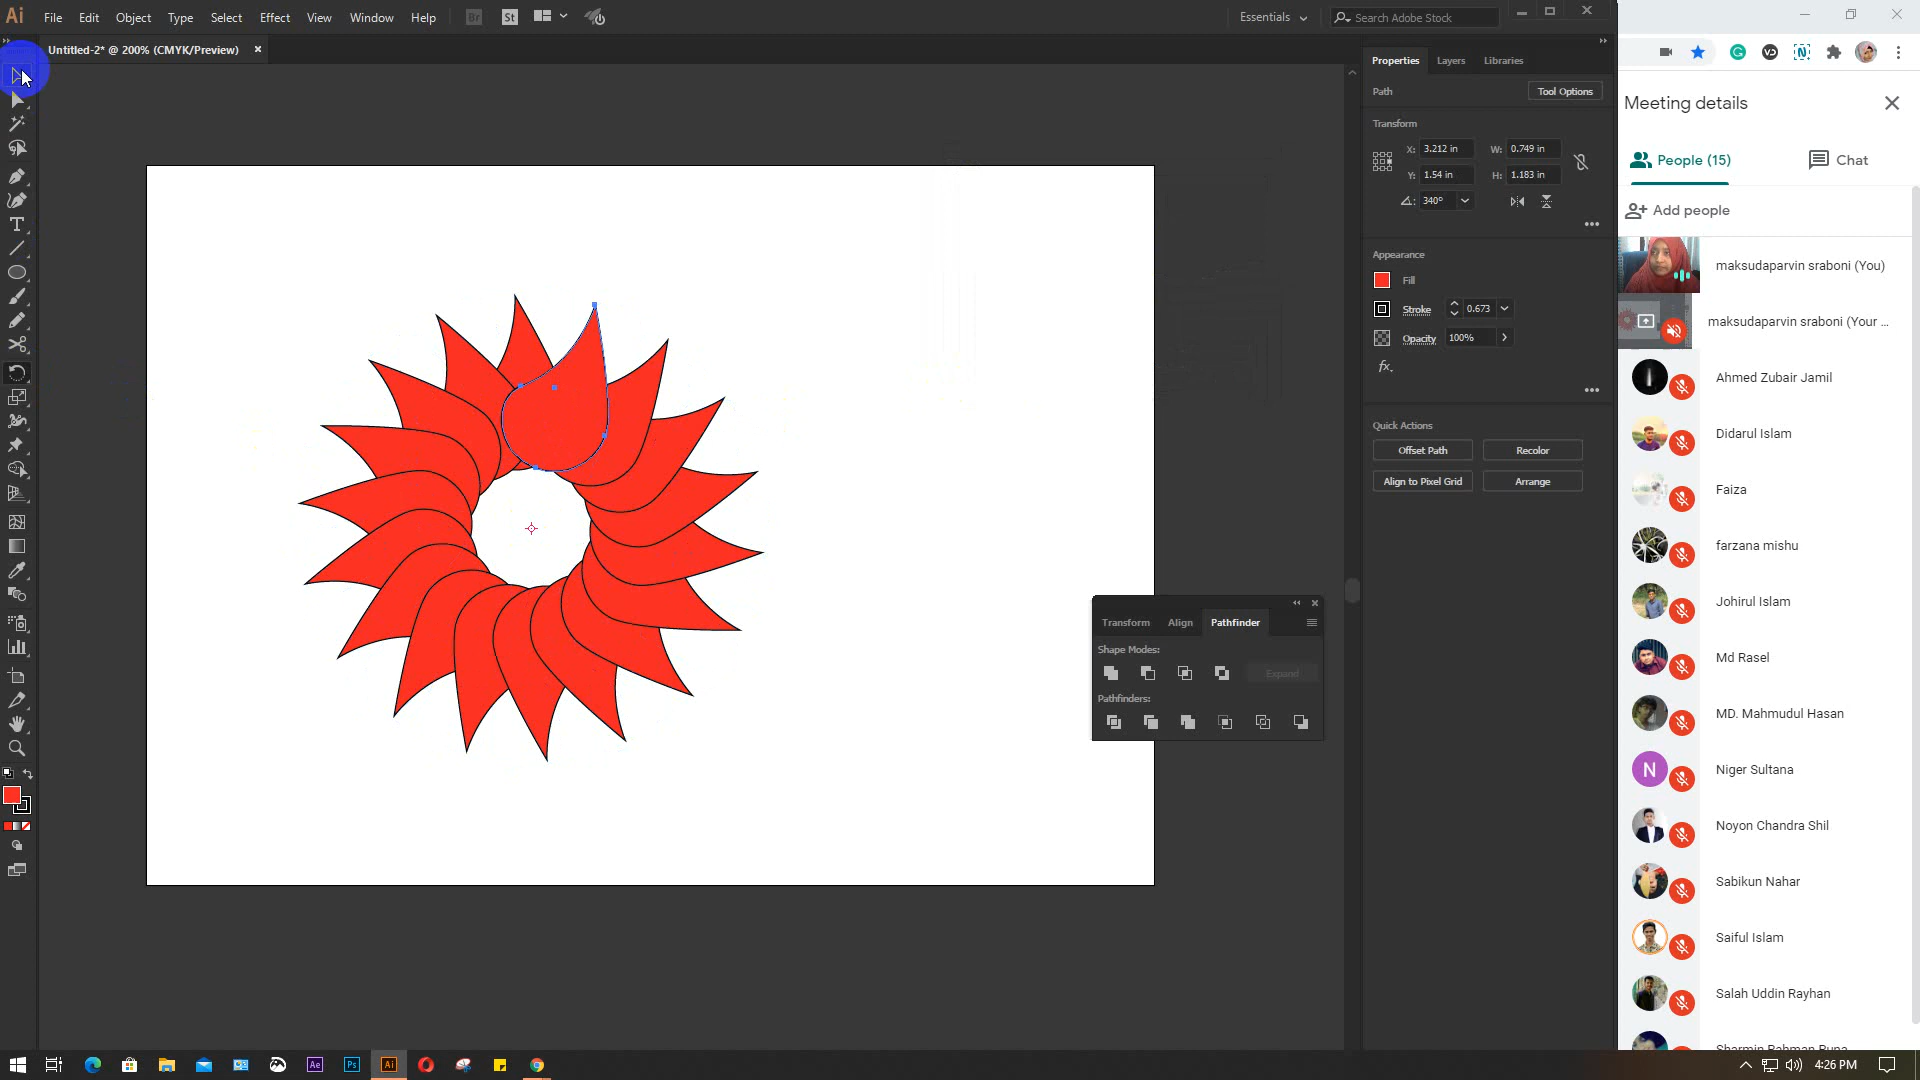 Ai File Edit Object Type Select Effect View Window Help Br St Essentials Search Adobe Stock
Untitled-2* @ 200% (CMYK/Preview)
Properties Layers Libraries
Path Tool Options
Transform
X: 3.212 in W: 0.749 in
Y: 1.54 in H: 1.183 in
340°
Appearance
Fill
Stroke 0.673
Opacity 100%
fx.
Quick Actions
Offset Path Recolor
Align to Pixel Grid Arrange
Transform Align Pathfinder
Shape Modes:
Expand
Pathfinders:
Meeting details
People (15) Chat
Add people
maksudaparvin sraboni (You)
maksudaparvin sraboni (Your ...
Ahmed Zubair Jamil
Didarul Islam
Faiza
farzana mishu
Johirul Islam
Md Rasel
MD. Mahmudul Hasan
N Niger Sultana
Noyon Chandra Shil
Sabikun Nahar
Saiful Islam
Salah Uddin Rayhan
Ae Ps Ai 4:26 PM